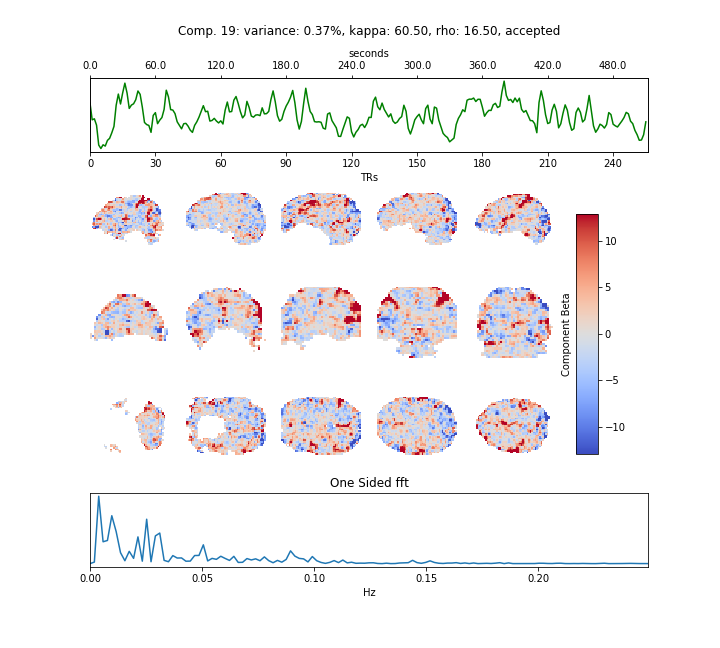 Comp. 19: variance: 0.37%, kappa: 60.50, rho: 16.50, accepted
seconds
0.0 60.0 120.0 180.0 240.0 300.0 360.0 420.0 480.0
0 30 60 90 120 150 180 210 240
TRs
10
5
0
−5
−10
Component Beta
One Sided fft
0.00 0.05 0.10 0.15 0.20
Hz